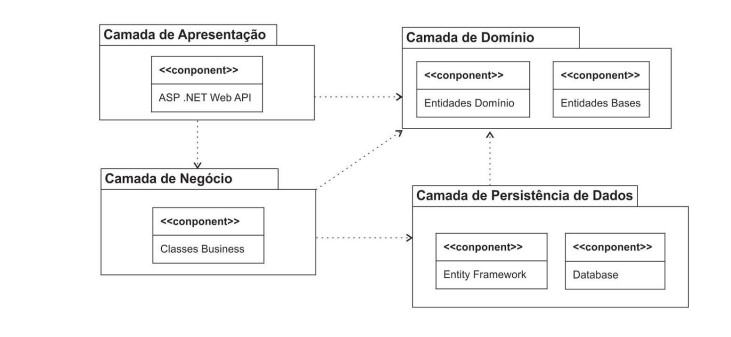 Camada de Apresentação
<<conponent>>
ASP .NET Web API
Camada de Domínio
<<conponent>>
Entidades Domínio
<<conponent>>
Entidades Bases
Camada de Negócio
<<conponent>>
Classes Business
Camada de Persistência de Dados
<<conponent>>
Entity Framework
<<conponent>>
Database